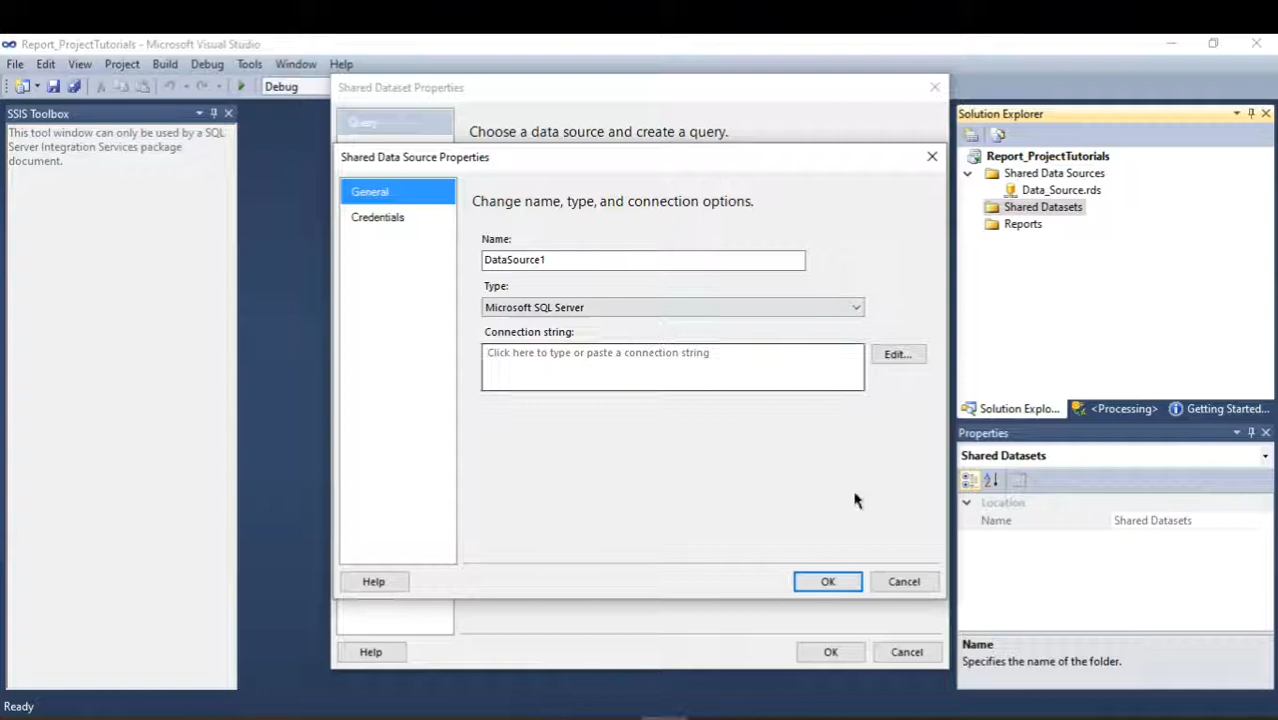 Report_ProjectTutorials - Microsoft Visual Studio
File Edit View Project Build Debug Tools Window Help
Debug
SSIS Toolbox
This tool window can only be used by a SQL
Server Integration Services package
document.
Shared Dataset Properties
Query
Choose a data source and create a query.
Shared Data Source Properties
General
Credentials
Change name, type, and connection options.
Name:
DataSource1
Type:
Microsoft SQL Server
Connection string:
Click here to type or paste a connection string
Edit...
Help
OK
Cancel
Help
OK
Cancel
Solution Explorer
Report_ProjectTutorials
Shared Data Sources
Data_Source.rds
Shared Datasets
Reports
Solution Explo... <Processing> Getting Started...
Properties
Shared Datasets
Location
Name Shared Datasets
Name
Specifies the name of the folder.
Ready